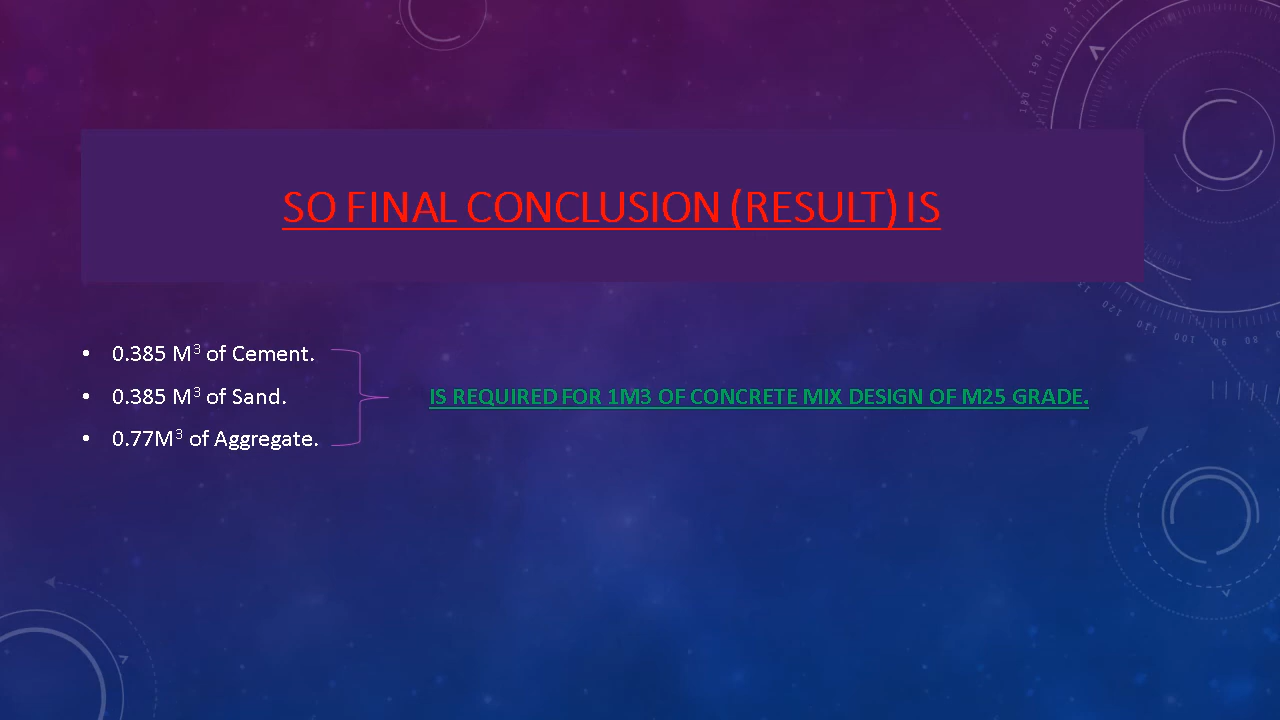 SO FINAL CONCLUSION (RESULT) IS
• 0.385 M³ of Cement.
• 0.385 M³ of Sand.
IS REQUIRED FOR 1M3 OF CONCRETE MIX DESIGN OF M25 GRADE.
• 0.77M³ of Aggregate.